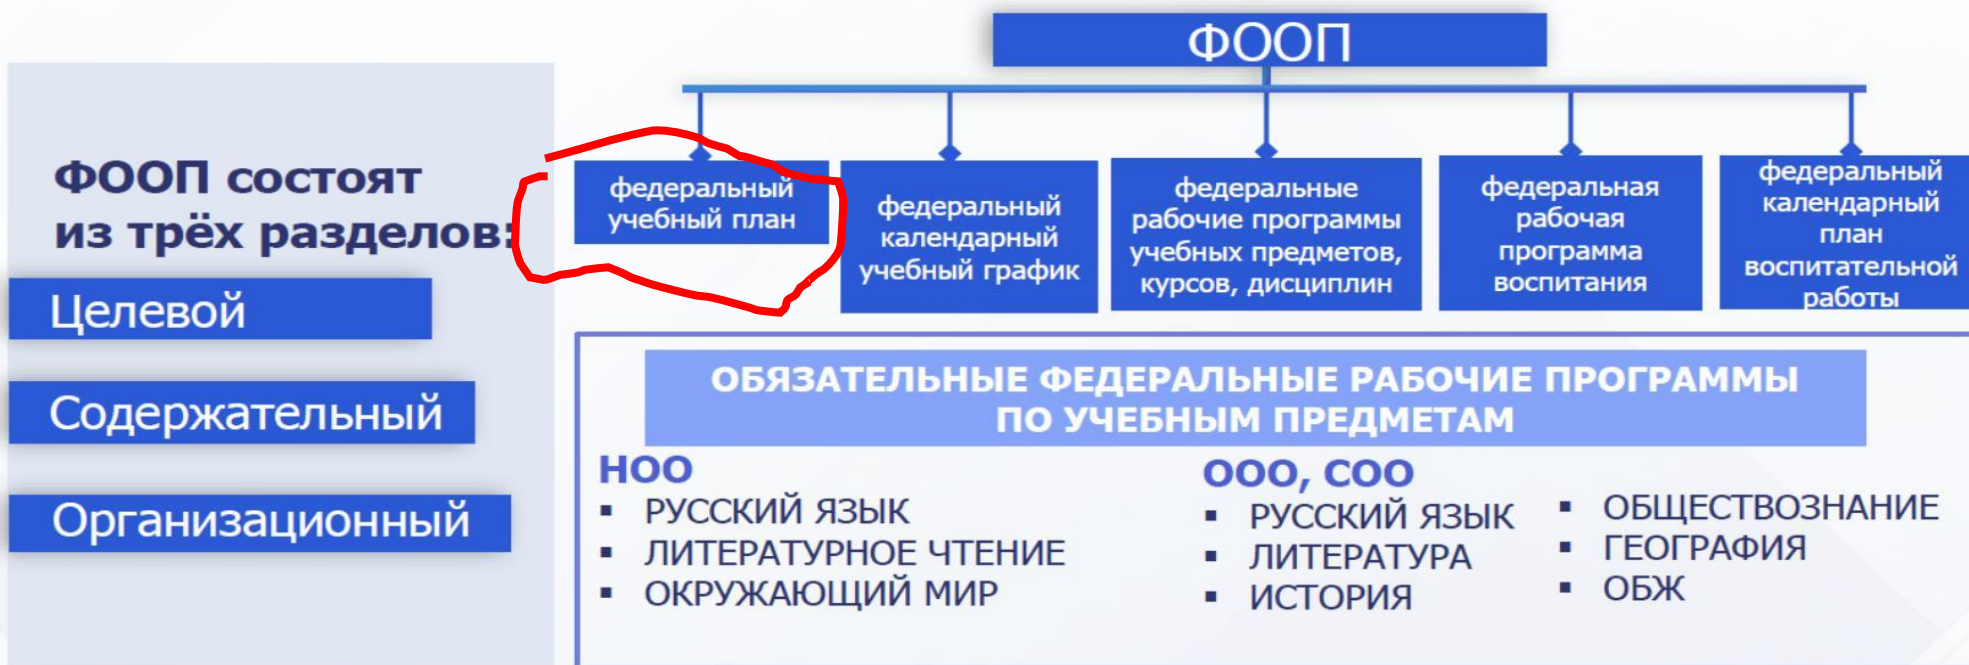 ФООП
ФООП состоят
из трёх разделов:
Целевой
Содержательный
Организационный
федеральный
учебный план
федеральный
календарный
учебный график
федеральные
рабочие программы
учебных предметов,
курсов, дисциплин
федеральная
рабочая
программа
воспитания
федеральный
календарный
план
воспитательной
работы
ОБЯЗАТЕЛЬНЫЕ ФЕДЕРАЛЬНЫЕ РАБОЧИЕ ПРОГРАММЫ
ПО УЧЕБНЫМ ПРЕДМЕТАМ
НОО
▪ РУССКИЙ ЯЗЫК
▪ ЛИТЕРАТУРНОЕ ЧТЕНИЕ
▪ ОКРУЖАЮЩИЙ МИР
ООО, СОО
▪ РУССКИЙ ЯЗЫК
▪ ЛИТЕРАТУРА
▪ ИСТОРИЯ
▪ ОБЩЕСТВОЗНАНИЕ
▪ ГЕОГРАФИЯ
▪ ОБЖ